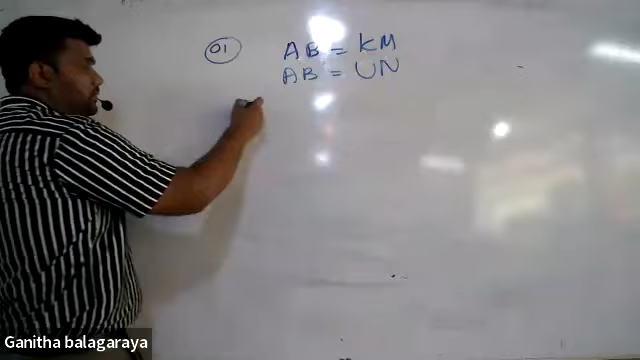 01 AB = KM
AB = UN
Ganitha balagaraya